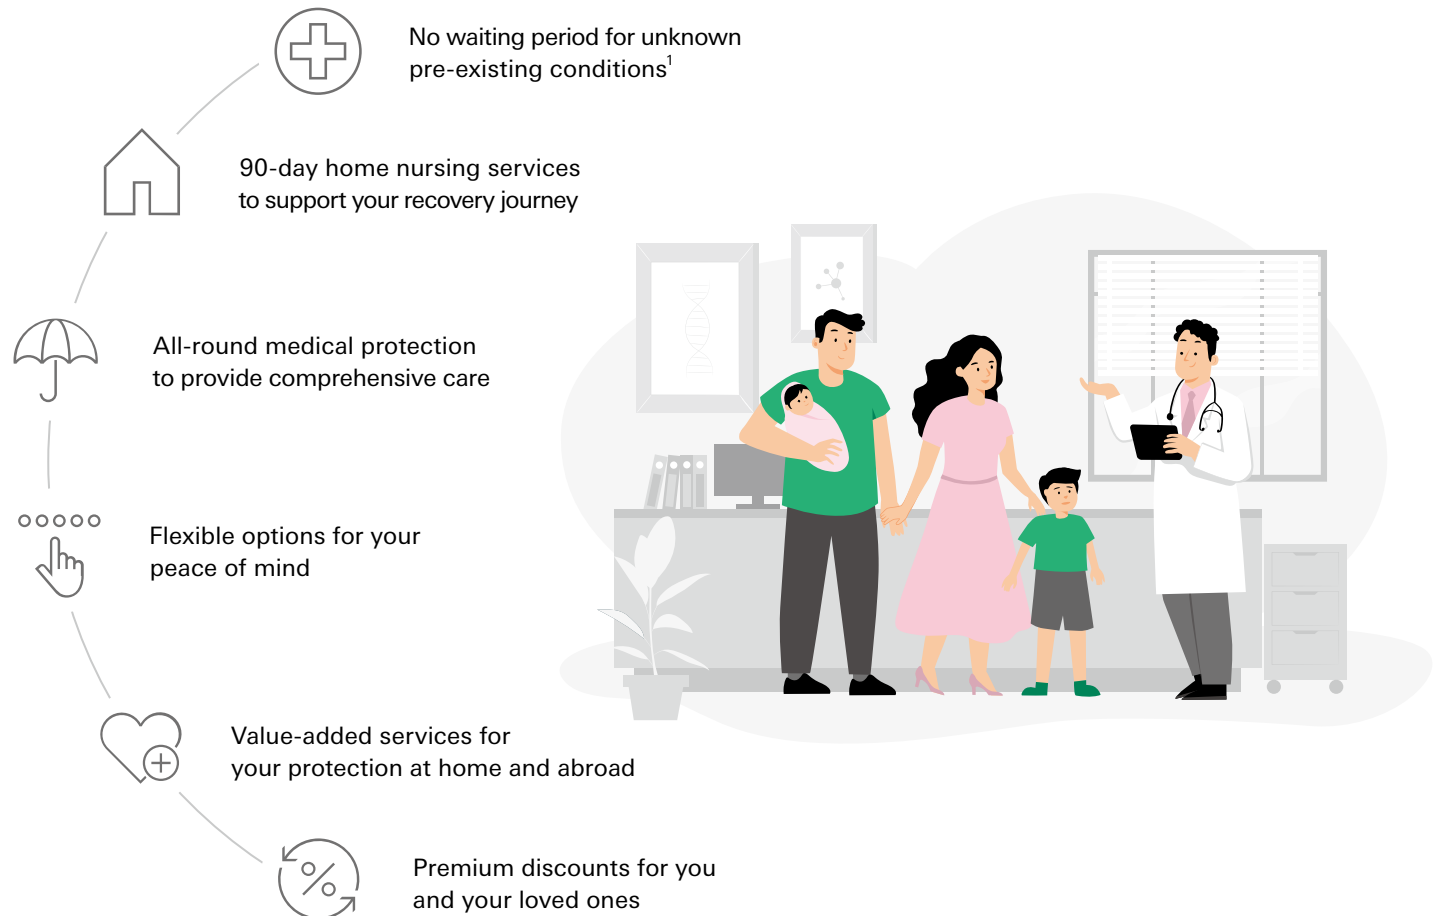 No waiting period for unknown
pre-existing conditions¹
90-day home nursing services
to support your recovery journey
All-round medical protection
to provide comprehensive care
Flexible options for your
peace of mind
Value-added services for
your protection at home and abroad
Premium discounts for you
and your loved ones